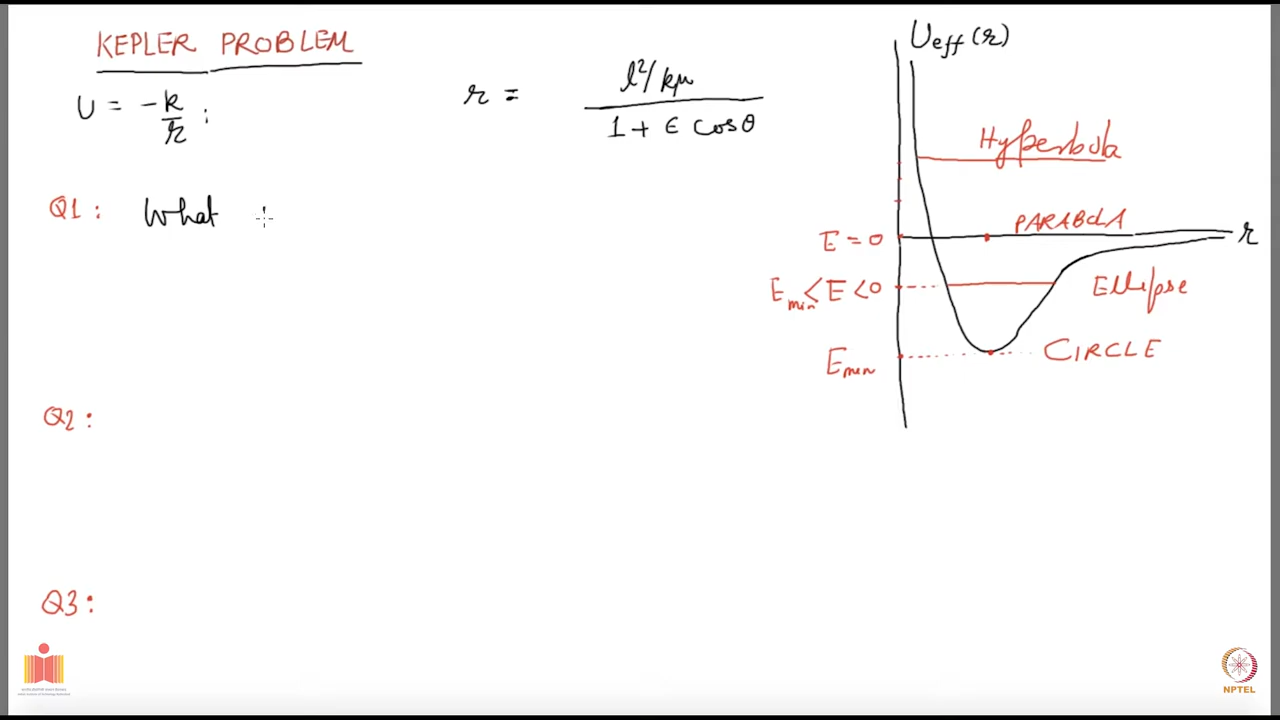 KEPLER PROBLEM
U = -k/r ;
r = l²/kμ / 1 + ε cosθ
Q1 : What
Q2 :
Q3 :
Ueff (r)
Hyperbola
PARABOLA
r
E = 0
Emin < E < 0
Ellipse
Emin
CIRCLE
NPTEL